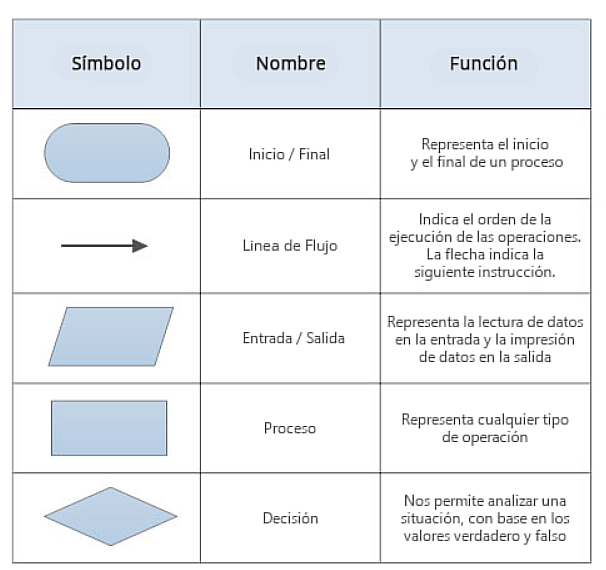 Símbolo
Nombre
Función
Inicio / Final
Representa el inicio
y el final de un proceso
Linea de Flujo
Indica el orden de la
ejecución de las operaciones.
La flecha indica la
siguiente instrucción.
Entrada / Salida
Representa la lectura de datos
en la entrada y la impresión
de datos en la salida
Proceso
Representa cualquier tipo
de operación
Decisión
Nos permite analizar una
situación, con base en los
valores verdadero y falso